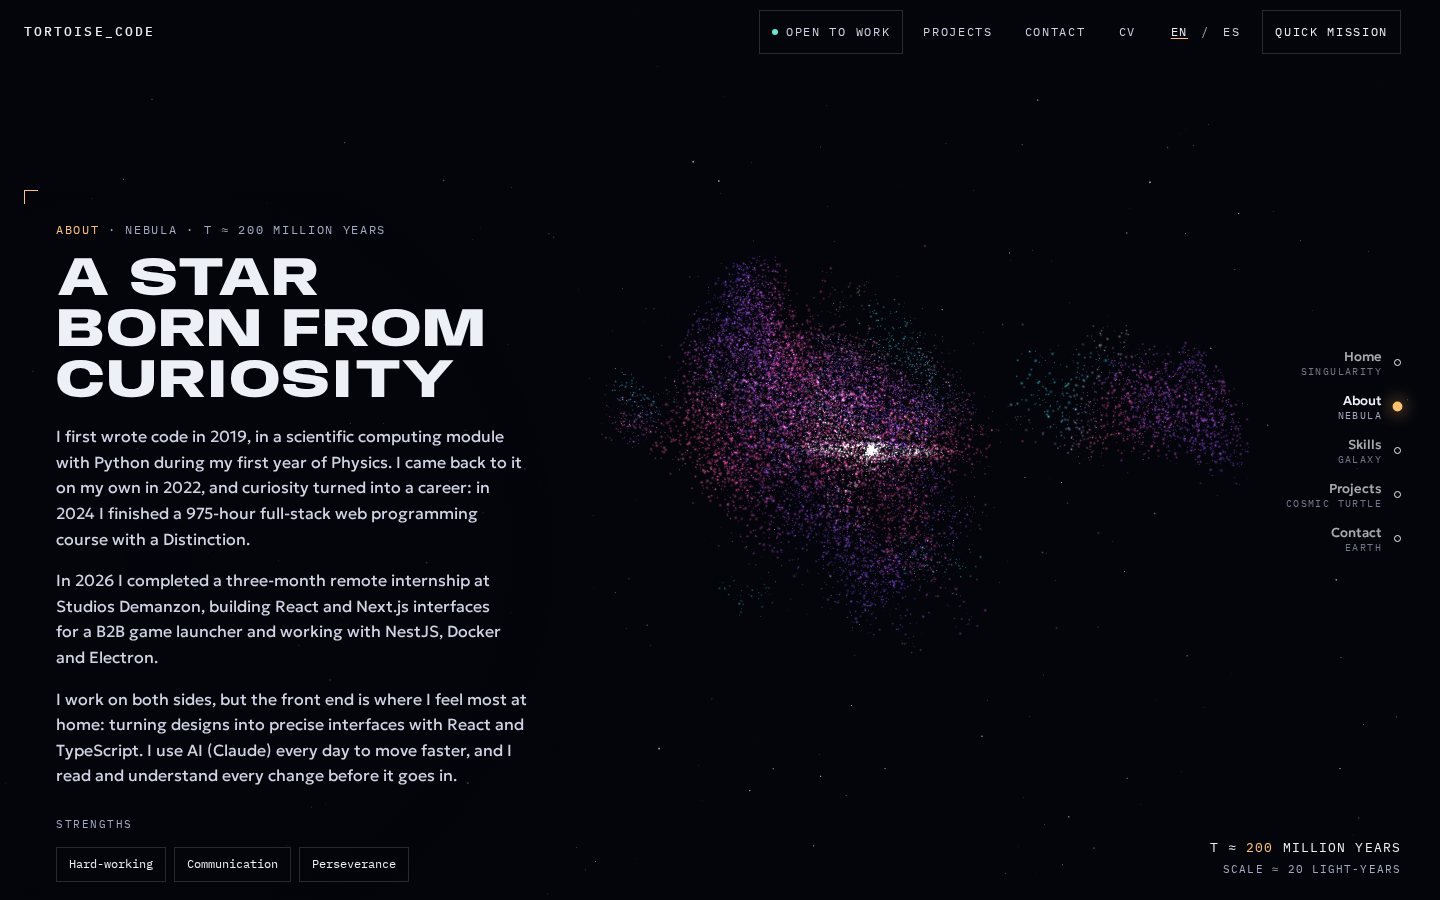 TORTOISE_CODE
OPEN TO WORK
PROJECTS
CONTACT
CV
EN / ES
QUICK MISSION
ABOUT · NEBULA · T ≈ 200 MILLION YEARS
A STAR
BORN FROM
CURIOSITY
I first wrote code in 2019, in a scientific computing module
with Python during my first year of Physics. I came back to it
on my own in 2022, and curiosity turned into a career: in
2024 I finished a 975-hour full-stack web programming
course with a Distinction.
In 2026 I completed a three-month remote internship at
Studios Demanzon, building React and Next.js interfaces
for a B2B game launcher and working with NestJS, Docker
and Electron.
I work on both sides, but the front end is where I feel most at
home: turning designs into precise interfaces with React and
TypeScript. I use AI (Claude) every day to move faster, and I
read and understand every change before it goes in.
STRENGTHS
Hard-working
Communication
Perseverance
Home
SINGULARITY
About
NEBULA
Skills
GALAXY
Projects
COSMIC TURTLE
Contact
EARTH
T ≈ 200 MILLION YEARS
SCALE ≈ 20 LIGHT-YEARS